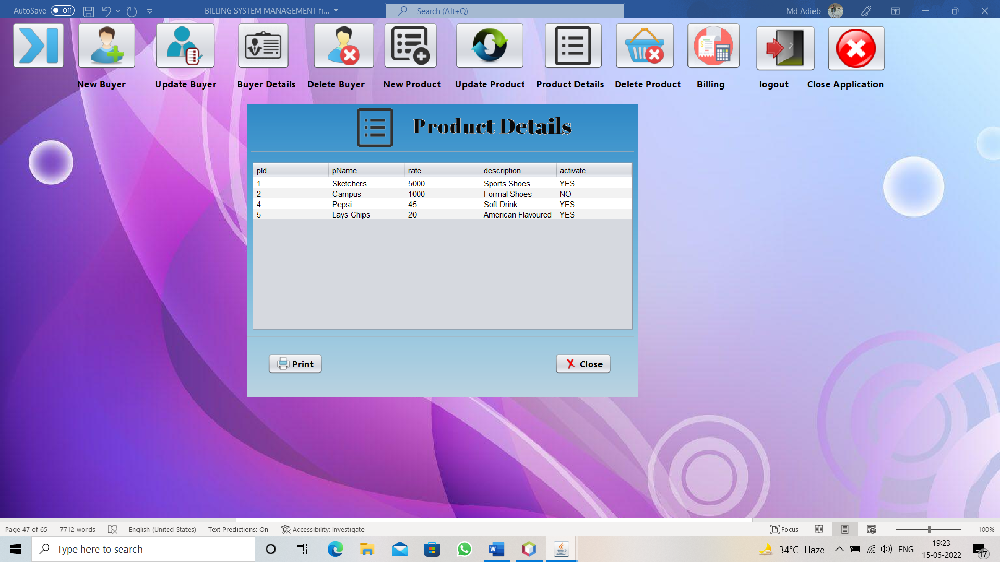 AutoSave Off BILLING SYSTEM MANAGEMENT fi... Search (Alt+Q) Md Adieb
New Buyer Update Buyer Buyer Details Delete Buyer New Product Update Product Product Details Delete Product Billing logout Close Application
Product Details
pId pName rate description activate
1 Sketchers 5000 Sports Shoes YES
2 Campus 1000 Formal Shoes NO
4 Pepsi 45 Soft Drink YES
5 Lays Chips 20 American Flavoured YES
Print Close
Page 47 of 65 7712 words English (United States) Text Predictions: On Accessibility: Investigate Focus 100%
Type here to search 34°C Haze ENG 19:23
15-05-2022 17